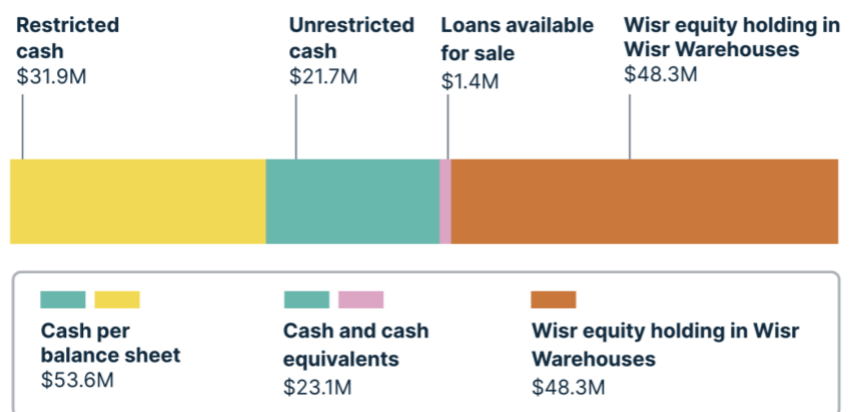 Restricted
cash
$31.9M
Unrestricted
cash
$21.7M
Loans available
for sale
$1.4M
Wisr equity holding in
Wisr Warehouses
$48.3M
Cash per
balance sheet
$53.6M
Cash and cash
equivalents
$23.1M
Wisr equity holding in Wisr
Warehouses
$48.3M